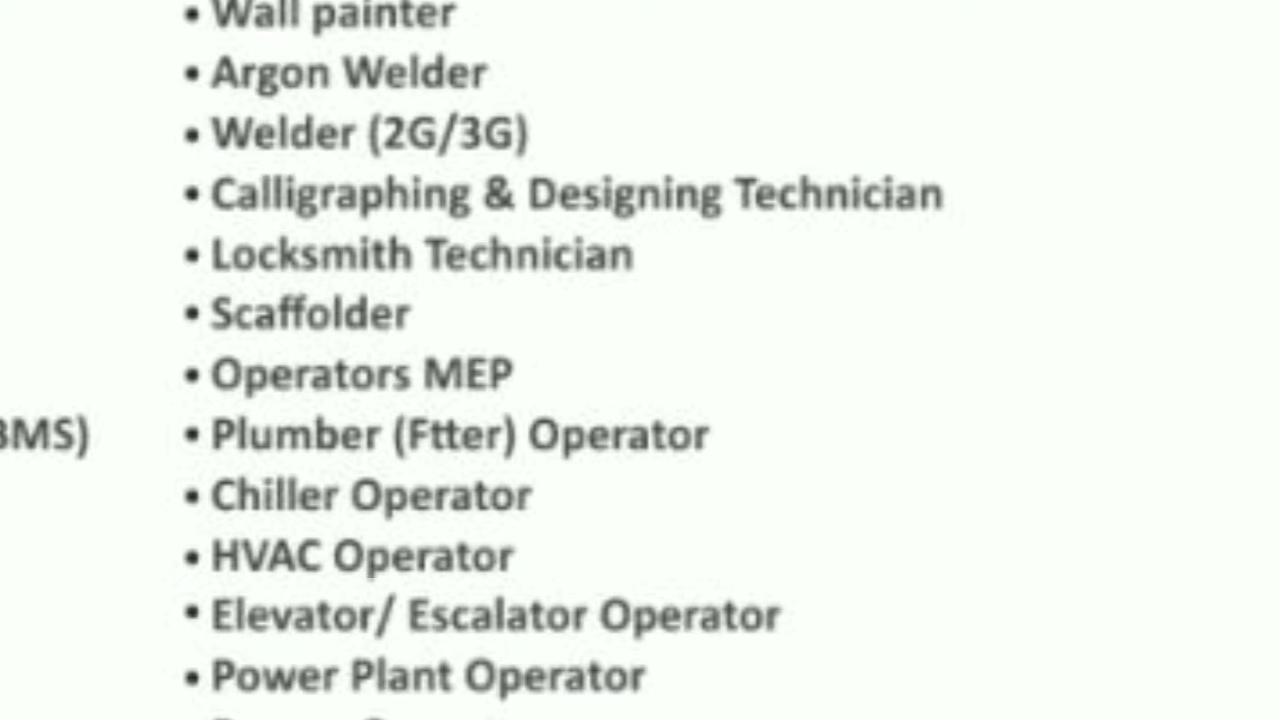 • Wall painter
• Argon Welder
• Welder (2G/3G)
• Calligraphing & Designing Technician
• Locksmith Technician
• Scaffolder
• Operators MEP
BMS) • Plumber (Ftter) Operator
• Chiller Operator
• HVAC Operator
• Elevator/ Escalator Operator
• Power Plant Operator